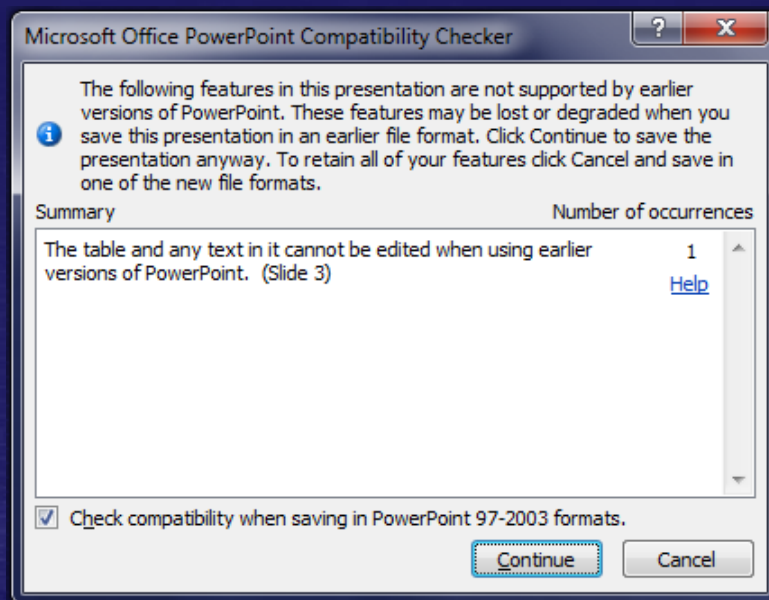 Microsoft Office PowerPoint Compatibility Checker
?
X
The following features in this presentation are not supported by earlier
versions of PowerPoint. These features may be lost or degraded when you
save this presentation in an earlier file format. Click Continue to save the
presentation anyway. To retain all of your features click Cancel and save in
one of the new file formats.
Summary Number of occurrences
The table and any text in it cannot be edited when using earlier 1
versions of PowerPoint. (Slide 3) Help
Check compatibility when saving in PowerPoint 97-2003 formats.
Continue Cancel